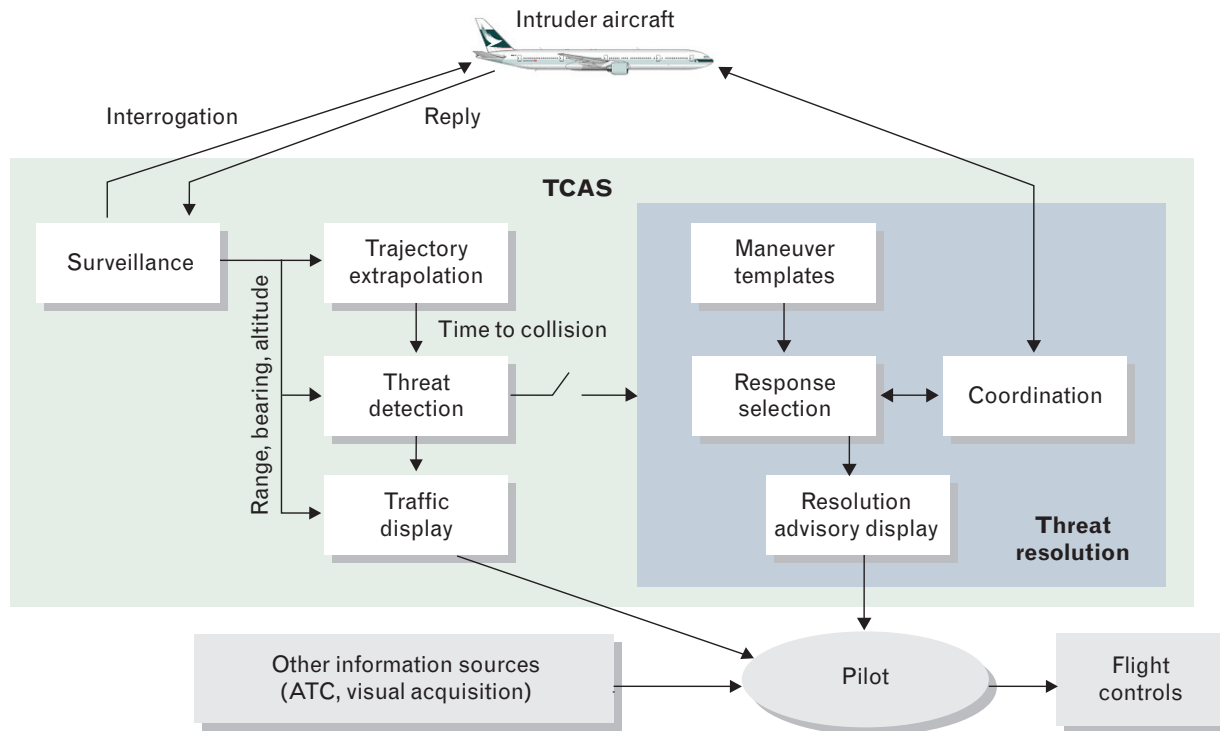 Intruder aircraft
Interrogation
Reply
TCAS
Surveillance
Trajectory
extrapolation
Maneuver
templates
Range, bearing, altitude
Time to collision
Threat
detection
Response
selection
Coordination
Traffic
display
Resolution
advisory display
Threat
resolution
Other information sources
(ATC, visual acquisition)
Pilot
Flight
controls